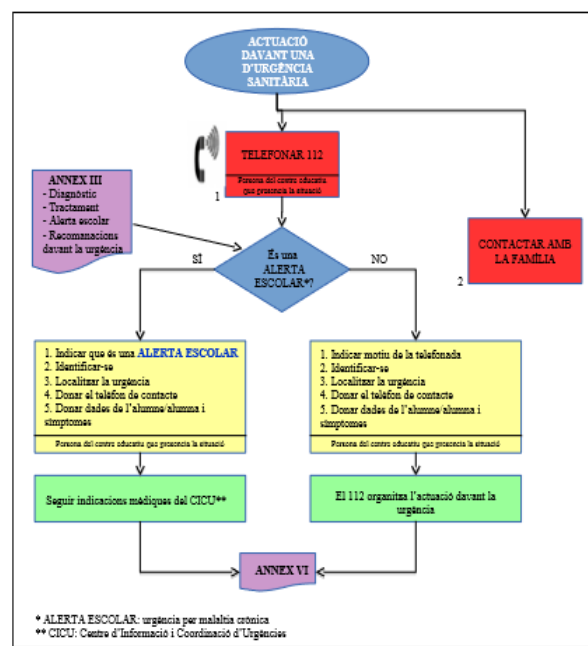 ACTUACIÓ
DAVANT UNA
D'URGÈNCIA
SANITÀRIA
TELEFONAR 112
Persona del centre educatiu
que presencia la situació
1
ANNEX III
- Diagnòstic
- Tractament
- Alerta escolar
- Recomanacions
davant la urgència
CONTACTAR AMB
LA FAMÍLIA
2
És una
ALERTA
ESCOLAR*?
SÍ
NO
1. Indicar que és una ALERTA ESCOLAR
2. Identificar-se
3. Localitzar la urgència
4. Donar el telèfon de contacte
5. Donar dades de l'alumne/alumna i
símptomes
Persona del centre educatiu que presencia la situació
1. Indicar motiu de la telefonada
2. Identificar-se
3. Localitzar la urgència
4. Donar el telèfon de contacte
5. Donar dades de l'alumne/alumna i
símptomes
Persona del centre educatiu que presencia la situació
Seguir indicacions mèdiques del CICU**
El 112 organitza l'actuació davant la
urgència
ANNEX VI
* ALERTA ESCOLAR: urgència per malaltia crònica
** CICU: Centre d'Informació i Coordinació d'Urgències